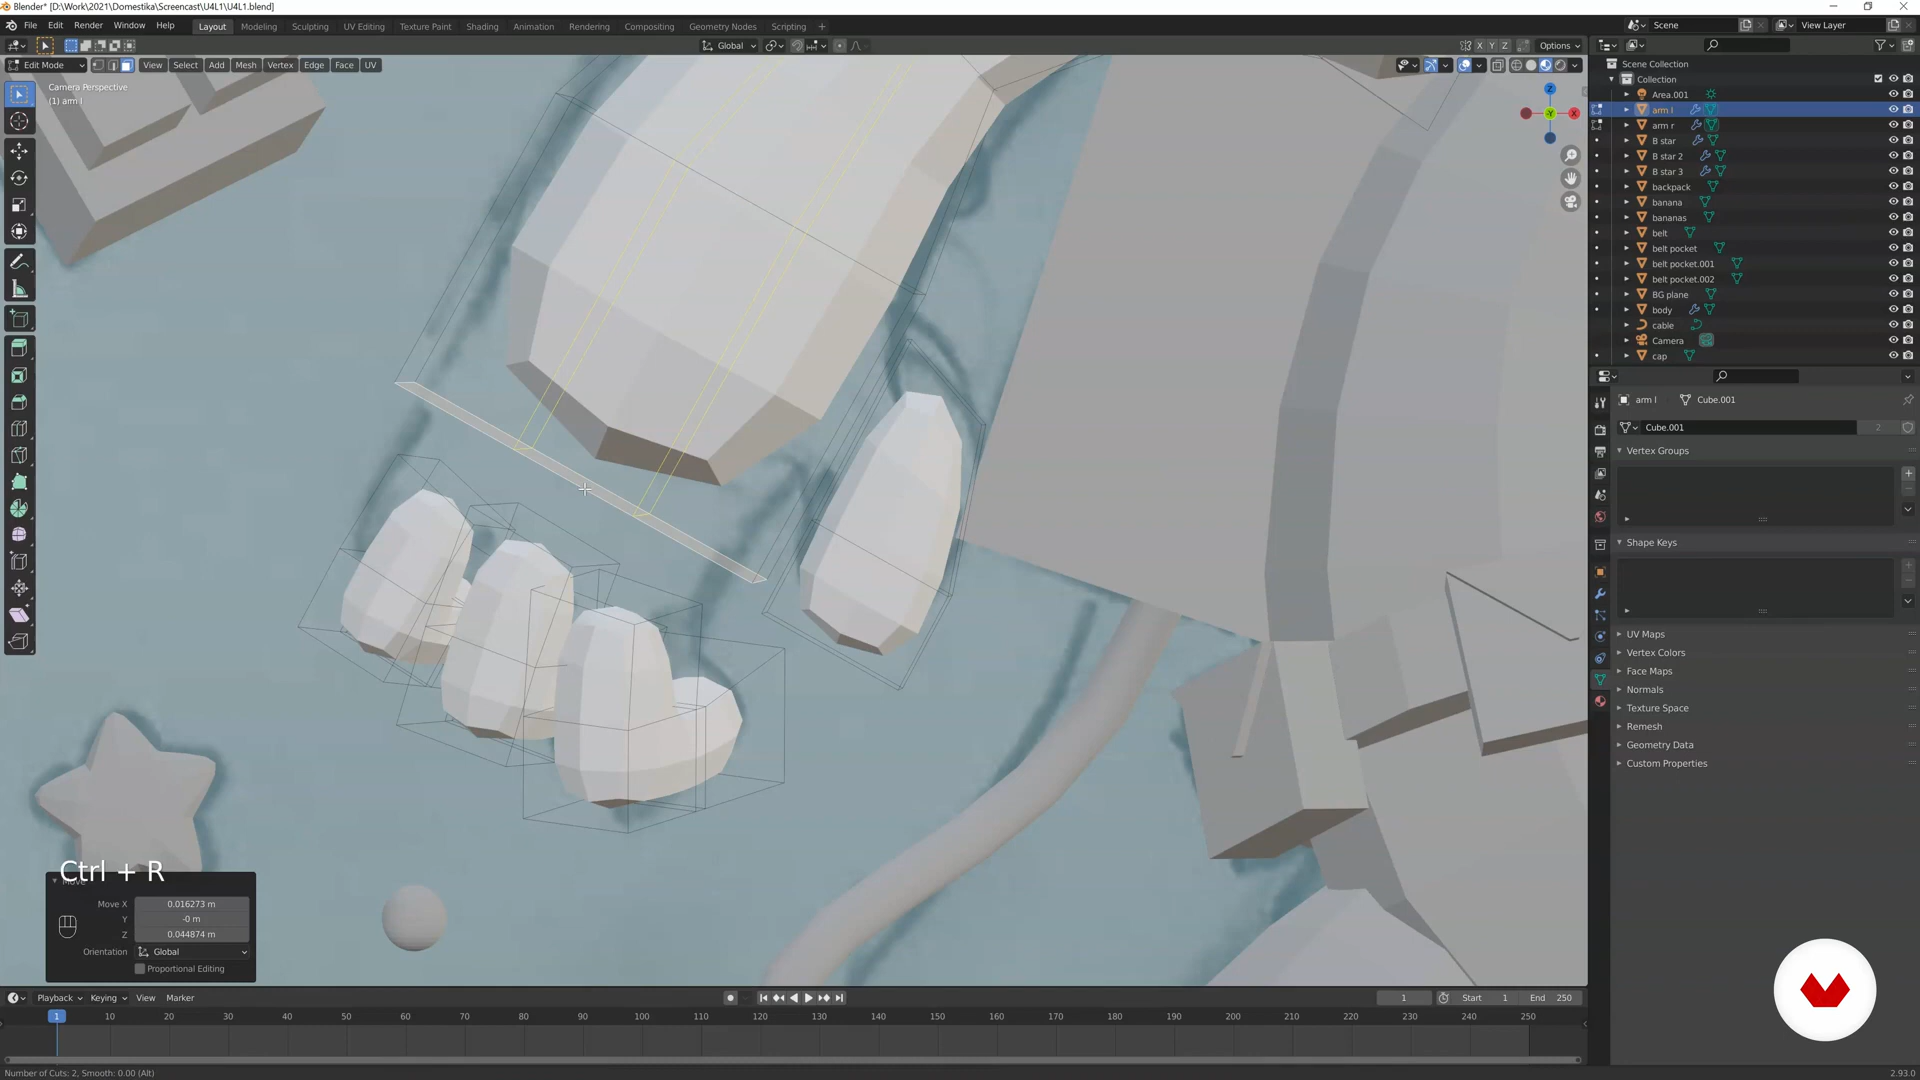 Blender* [D:\Work\2021\Domestika\Screencast\U4L1\U4L1.blend]
File Edit Render Window Help
Layout Modeling Sculpting UV Editing Texture Paint Shading Animation Rendering Compositing Geometry Nodes Scripting +
Scene View Layer
Global X Y Z Options
Edit Mode View Select Add Mesh Vertex Edge Face UV
Camera Perspective
(1) arm l
Z
X
Y
Scene Collection
Collection
Area.001
arm l
arm r
B star
B star 2
B star 3
backpack
banana
bananas
belt
belt pocket
belt pocket.001
belt pocket.002
BG plane
body
cable
Camera
cap
arm l Cube.001
Cube.001 2
Vertex Groups
Shape Keys
UV Maps
Vertex Colors
Face Maps
Normals
Texture Space
Remesh
Geometry Data
Custom Properties
Ctrl + R
Move
Move X 0.016273 m
Y -0 m
Z 0.044874 m
Orientation Global
Proportional Editing
Playback Keying View Marker
1 Start 1 End 250
1 10 20 30 40 50 60 70 80 90 100 110 120 130 140 150 160 170 180 190 200 210 220 230 240 250
Number of Cuts: 2, Smooth: 0.00 (Alt)
2.93.0